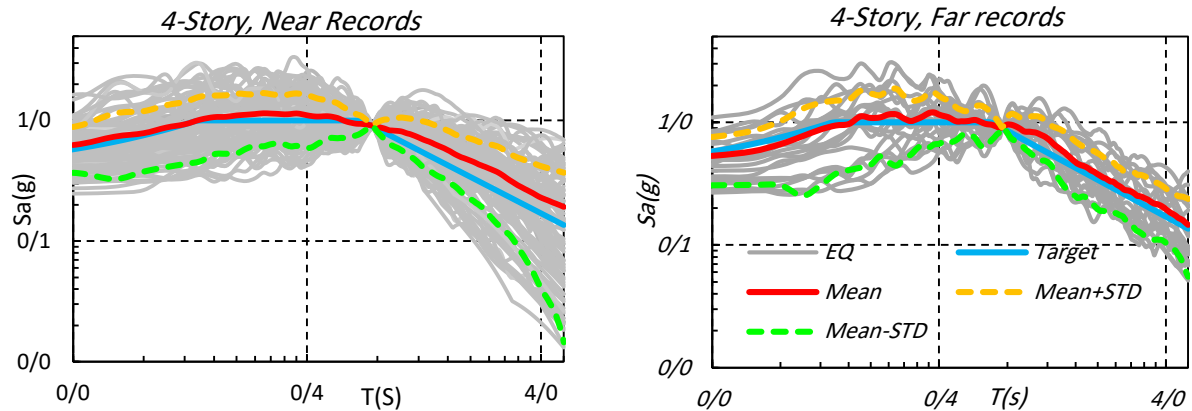 4-Story, Near Records
Sa(g)
1/0
0/1
0/0
0/0
0/4
4/0
T(S)
4-Story, Far records
Sa(g)
1/0
0/1
0/0
EQ
Target
Mean
Mean+STD
Mean-STD
0/0
0/4
4/0
T(s)